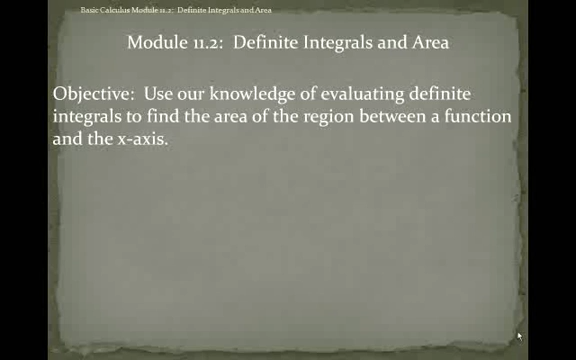 Basic Calculus Module 11.2: Definite Integrals and Area
Module 11.2: Definite Integrals and Area
Objective: Use our knowledge of evaluating definite
integrals to find the area of the region between a function
and the x-axis.